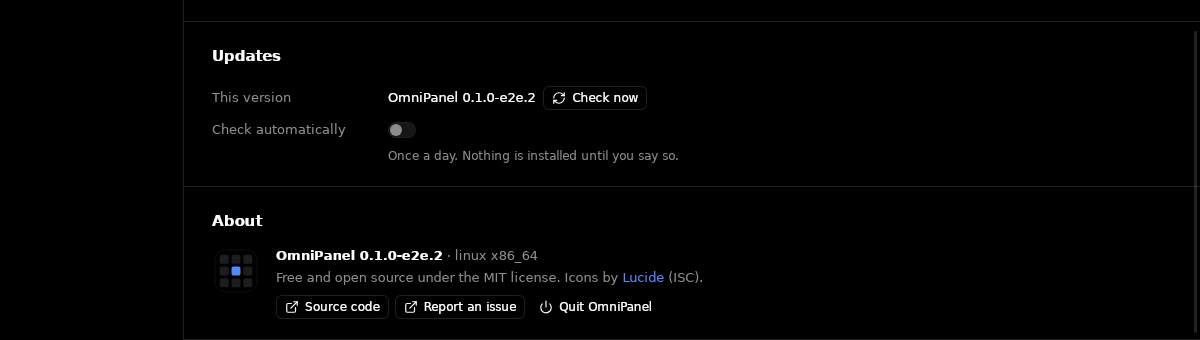 Updates
This version OmniPanel 0.1.0-e2e.2 Check now
Check automatically
Once a day. Nothing is installed until you say so.
About
OmniPanel 0.1.0-e2e.2 · linux x86_64
Free and open source under the MIT license. Icons by Lucide (ISC).
Source code Report an issue Quit OmniPanel